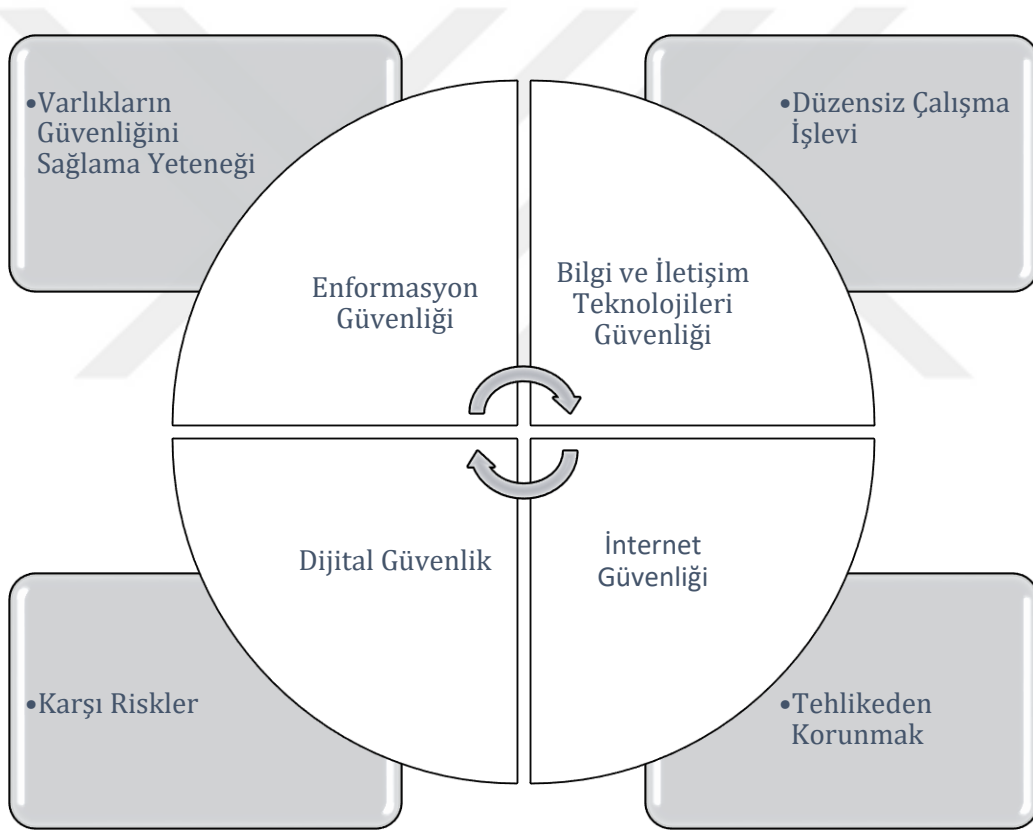 •Varlıkların
Güvenliğini
Sağlama Yeteneği
•Düzensiz Çalışma
İşlevi
Enformasyon
Güvenliği
Bilgi ve İletişim
Teknolojileri
Güvenliği
Dijital Güvenlik
İnternet
Güvenliği
•Karşı Riskler
•Tehlikeden
Korunmak